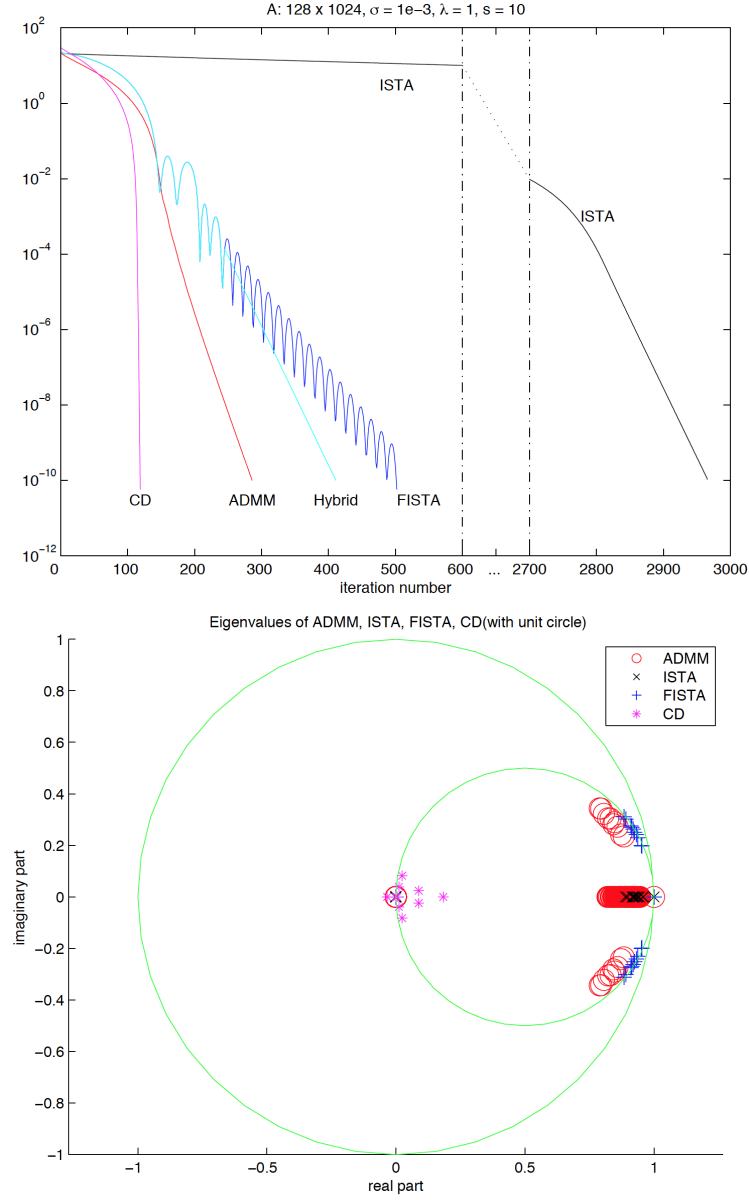 A: 128 x 1024, σ = 1e-3, λ = 1, s = 10
10^2
10^0
10^-2
10^-4
10^-6
10^-8
10^-10
10^-12
ISTA
ISTA
CD
ADMM
Hybrid
FISTA
0 100 200 300 400 500 600 ... 2700 2800 2900 3000
iteration number
Eigenvalues of ADMM, ISTA, FISTA, CD(with unit circle)
ADMM
ISTA
FISTA
CD
1
0.8
0.6
0.4
0.2
0
−0.2
−0.4
−0.6
−0.8
−1
imaginary part
−1 −0.5 0 0.5 1
real part